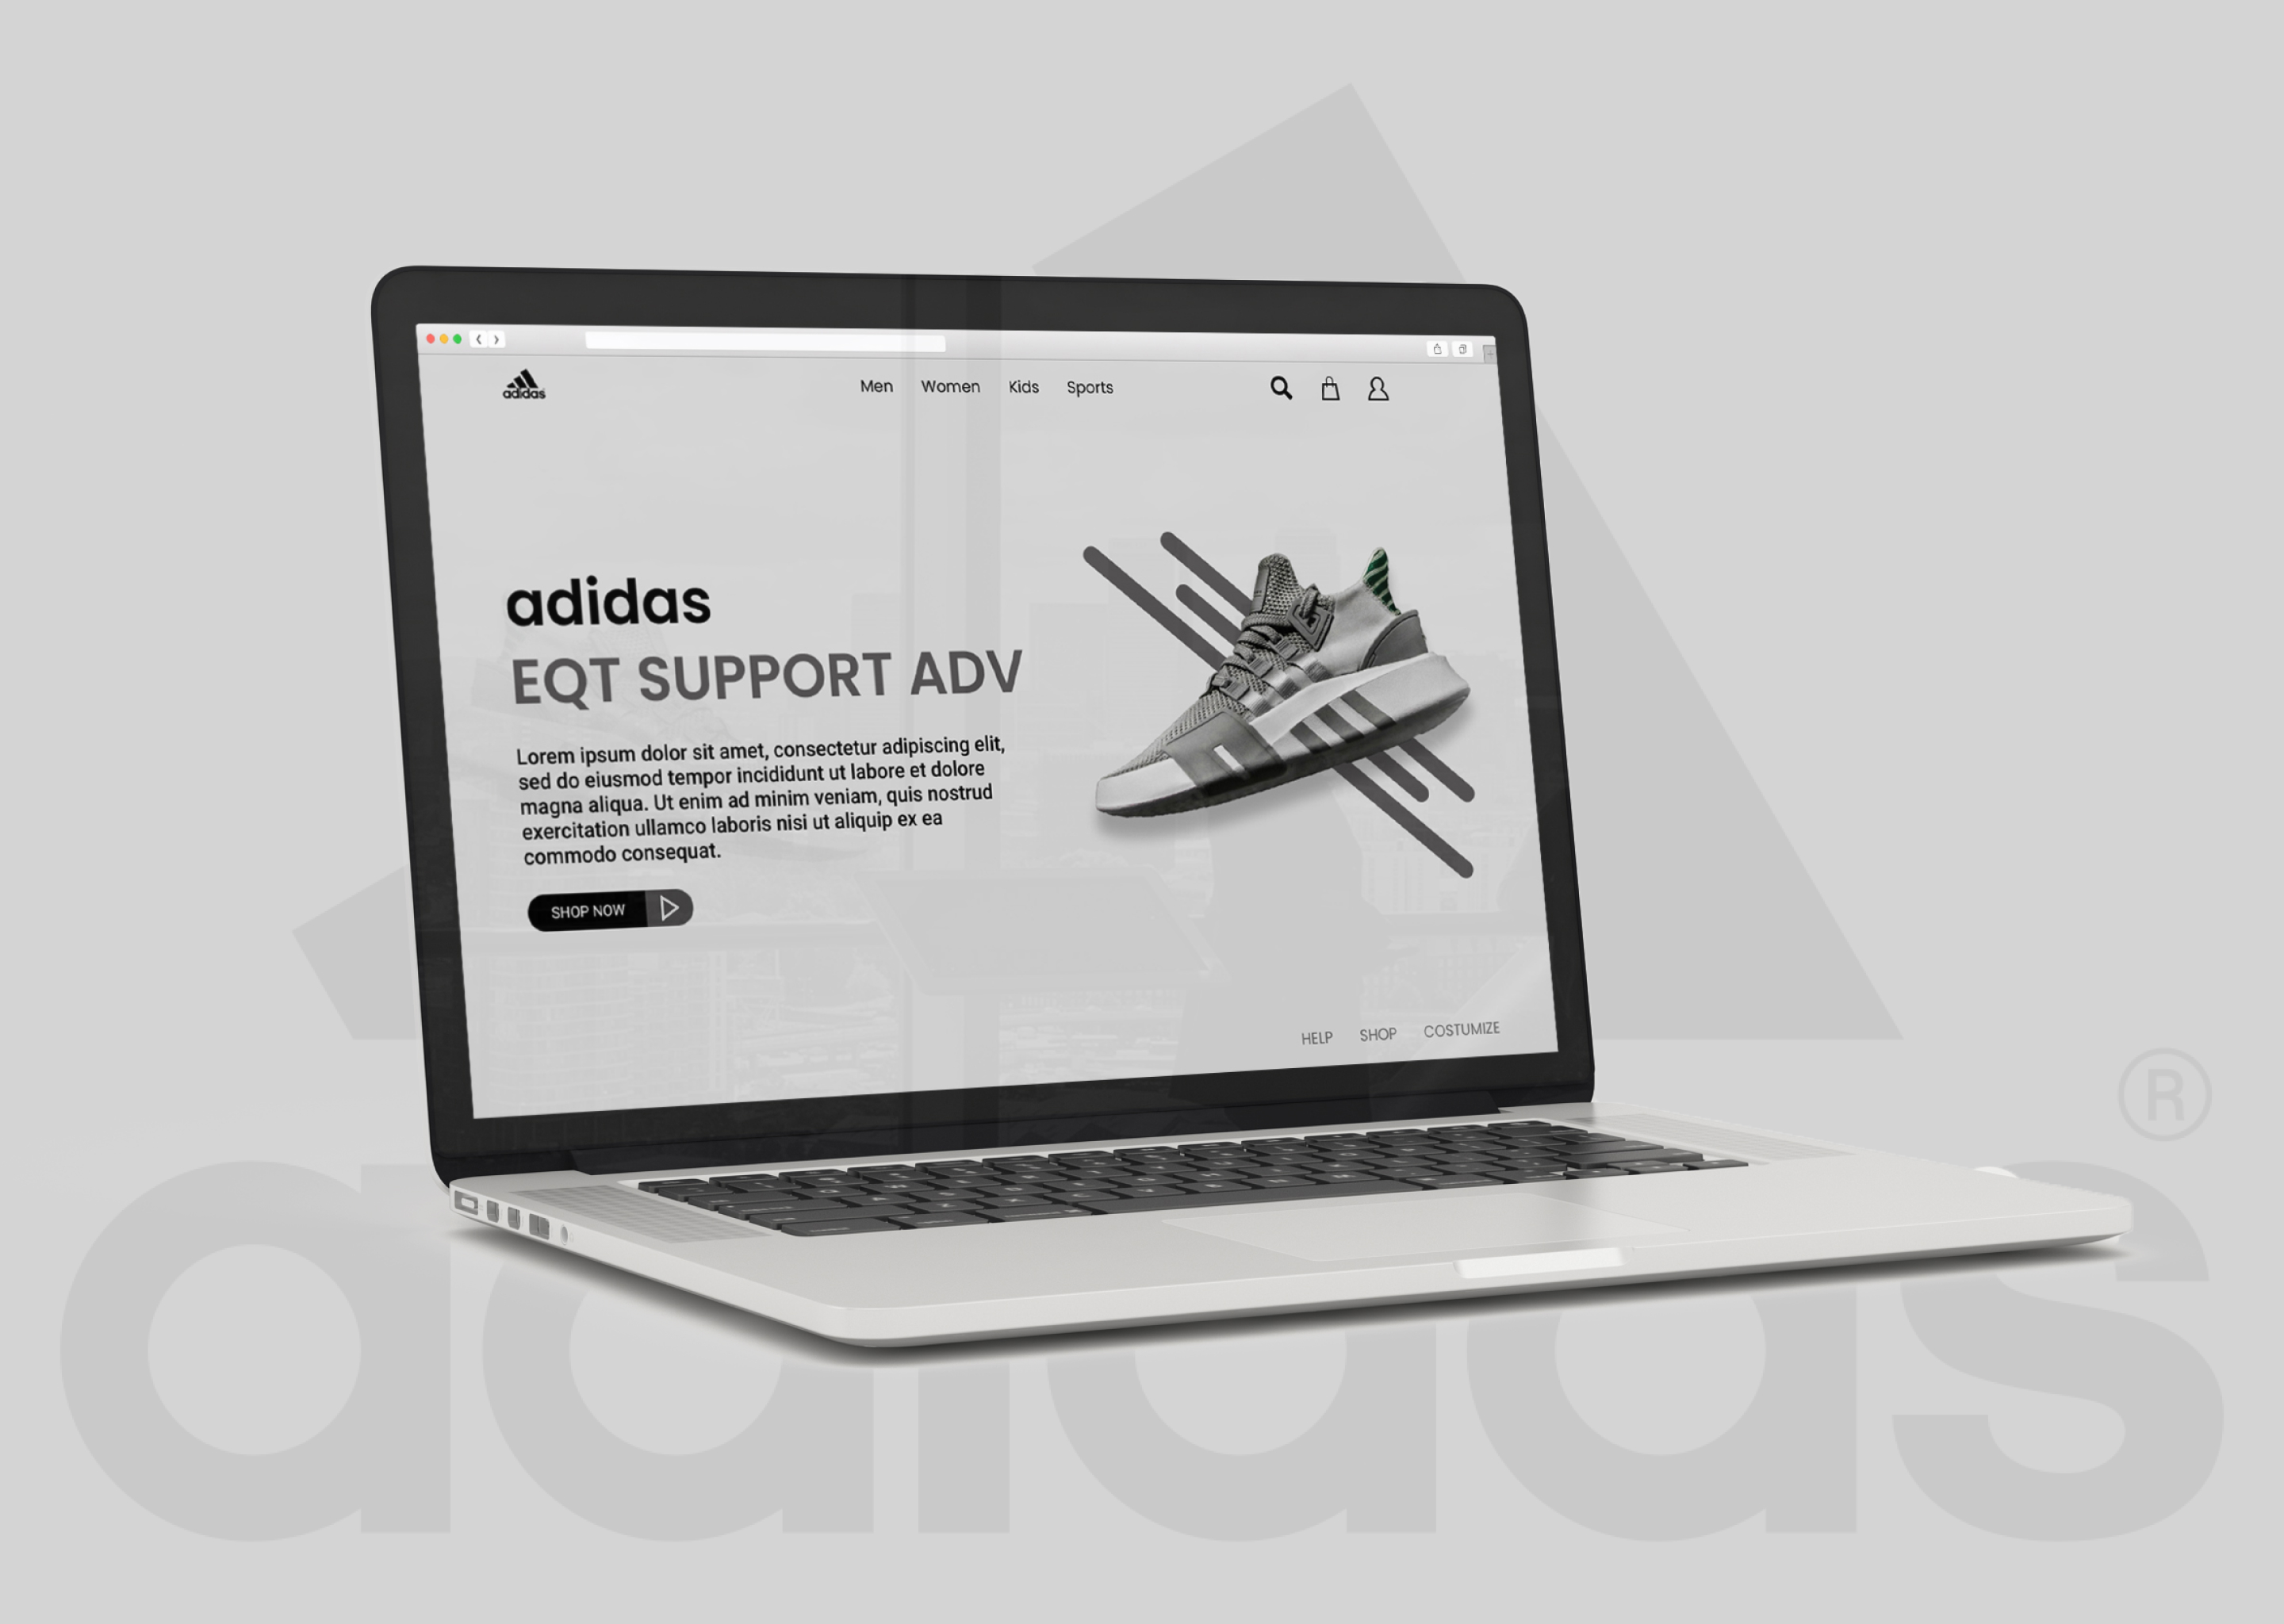 adidas
Men Women Kids Sports
adidas
EQT SUPPORT ADV
Lorem ipsum dolor sit amet, consectetur adipiscing elit,
sed do eiusmod tempor incididunt ut labore et dolore
magna aliqua. Ut enim ad minim veniam, quis nostrud
exercitation ullamco laboris nisi ut aliquip ex ea
commodo consequat.
SHOP NOW
HELP SHOP COSTUMIZE
®
adidas